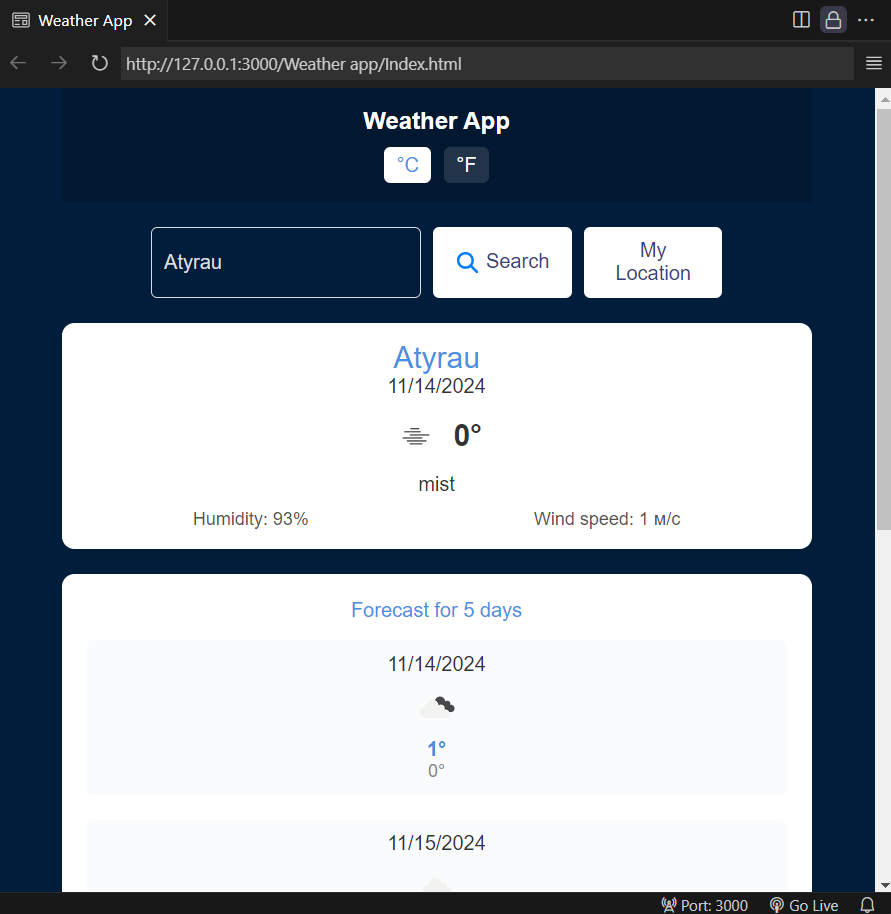 Weather App
http://127.0.0.1:3000/Weather app/Index.html
Weather App
°C °F
Atyrau
Search
My
Location
Atyrau
11/14/2024
0°
mist
Humidity: 93% Wind speed: 1 м/с
Forecast for 5 days
11/14/2024
1°
0°
11/15/2024
Port: 3000 Go Live